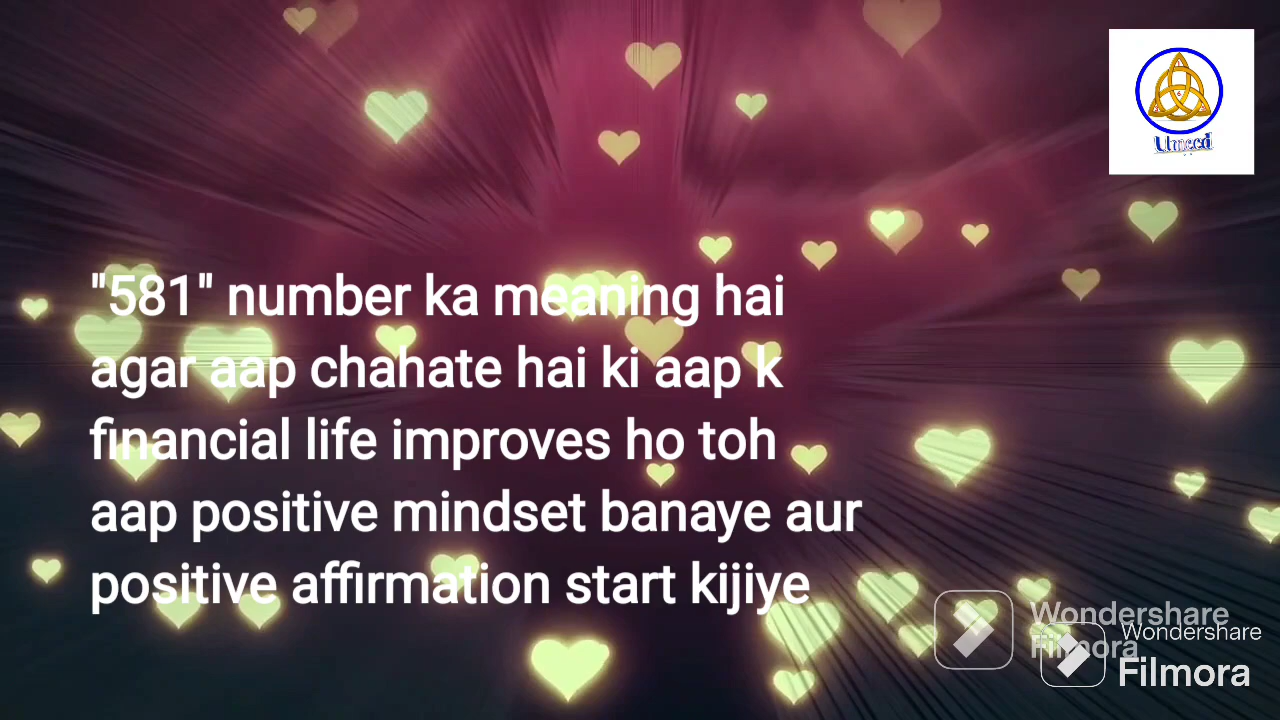 Umeed
"581" number ka meaning hai
agar aap chahate hai ki aap k
financial life improves ho toh
aap positive mindset banaye aur
positive affirmation start kijiye
Wondershare
Filmora
Wondershare
Filmora